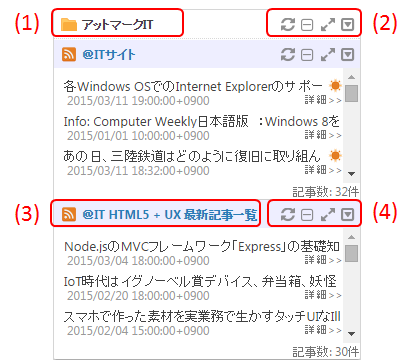 (1) アットマークIT (2)
@ITサイト
各Windows OSでのInternet Explorerのサポー
2015/03/11 19:00:00+0900 詳細>>
Info: Computer Weekly日本語版 :Windows 8を
2015/01/01 10:00:00+0900 詳細>>
あの日、三陸鉄道はどのように復旧に取り組ん
2015/03/11 18:32:00+0900 詳細>>
記事数: 32件
(3) @IT HTML5 + UX 最新記事一覧 (4)
Node.jsのMVCフレームワーク「Express」の基礎知
2015/03/04 18:00:00+0900 詳細>>
IoT時代はイグノーベル賞デバイス、弁当箱、妖怪
2015/02/18 18:00:00+0900 詳細>>
スマホで作った素材を実業務で生かすタッチUIなIll
2015/02/04 15:00:00+0900 詳細>>
記事数: 30件